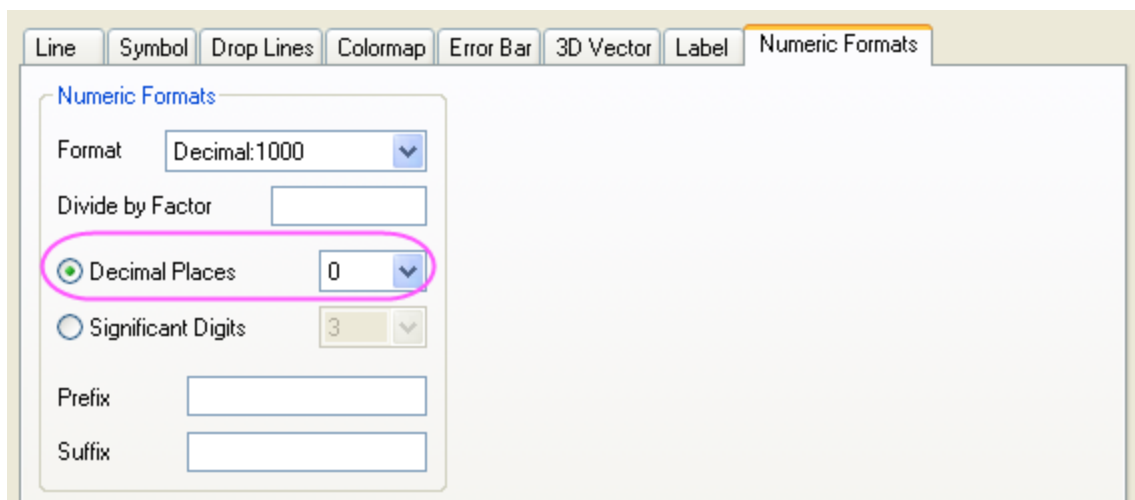 Line Symbol Drop Lines Colormap Error Bar 3D Vector Label Numeric Formats
Numeric Formats
Format Decimal:1000
Divide by Factor
Decimal Places 0
Significant Digits 3
Prefix
Suffix